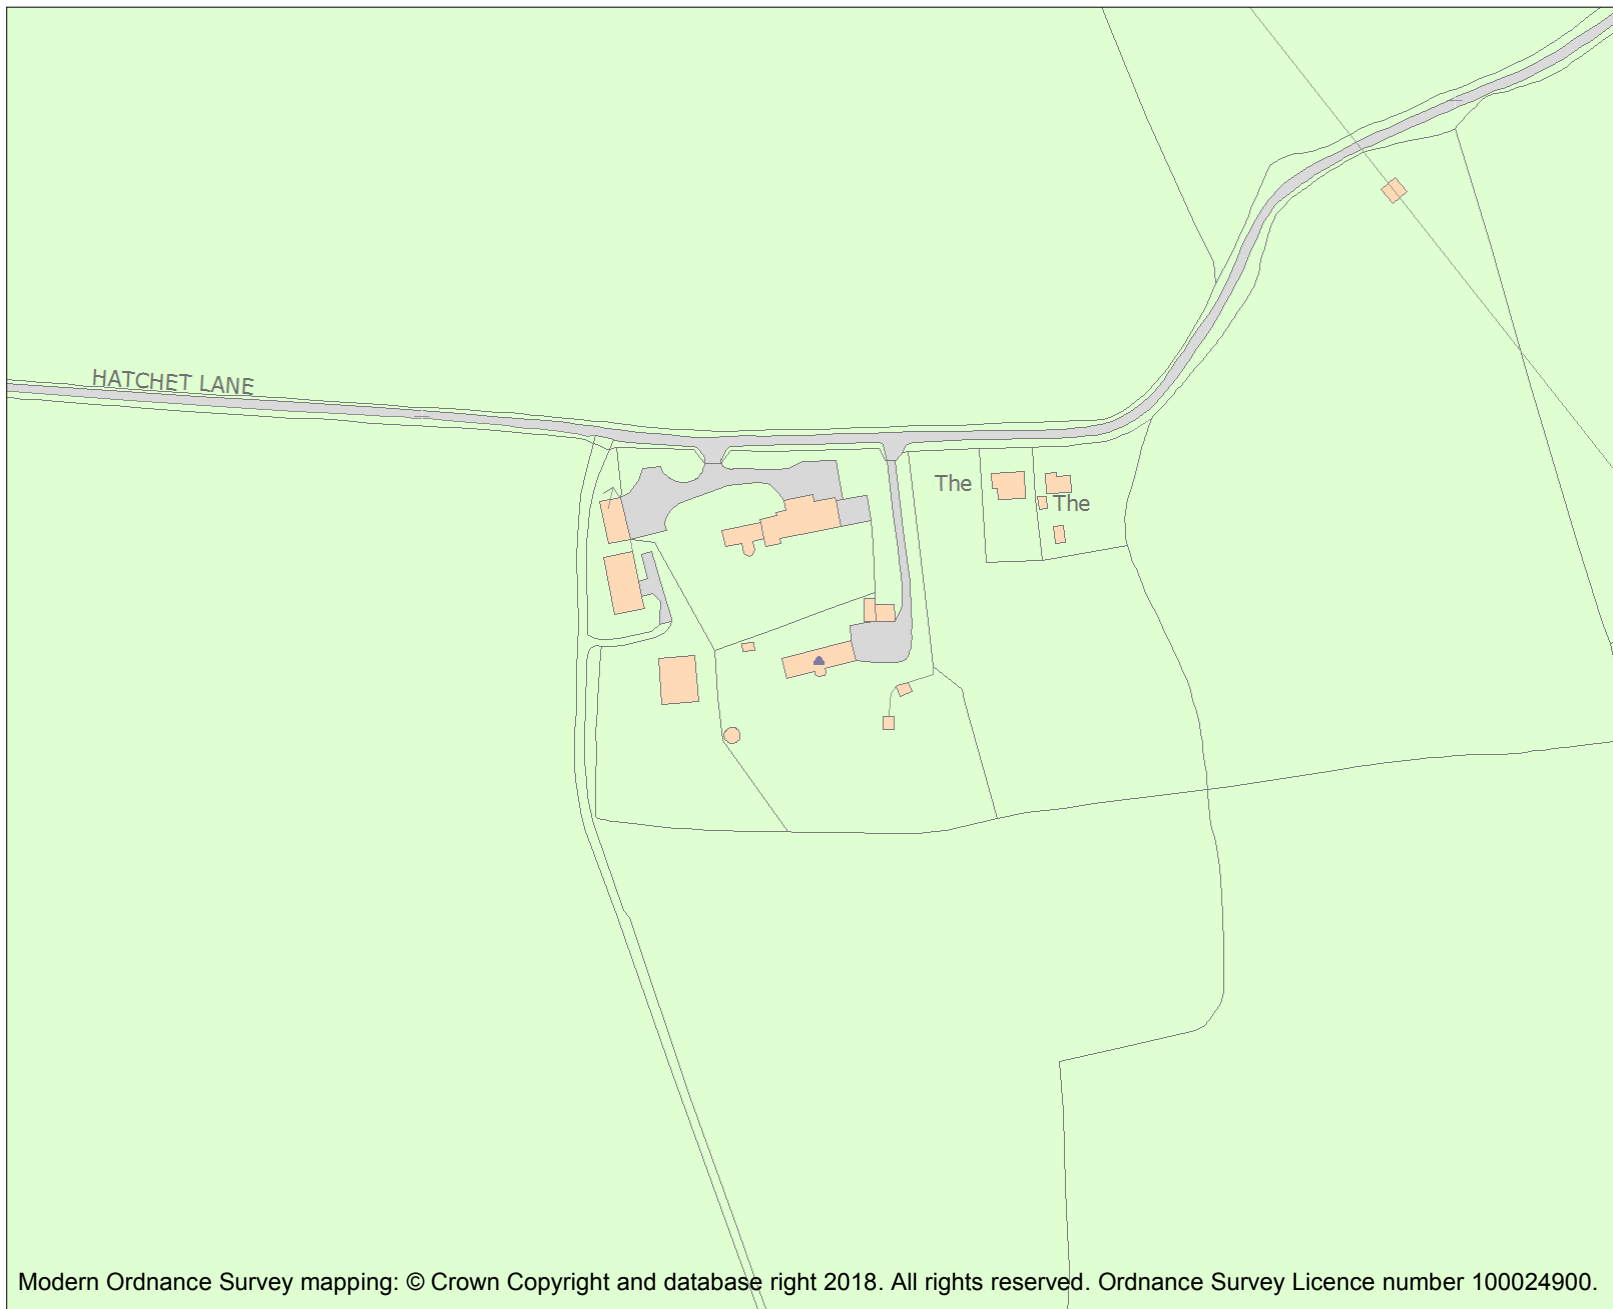 HATCHET LANE
The
The
Modern Ordnance Survey mapping: © Crown Copyright and database right 2018. All rights reserved. Ordnance Survey Licence number 100024900.